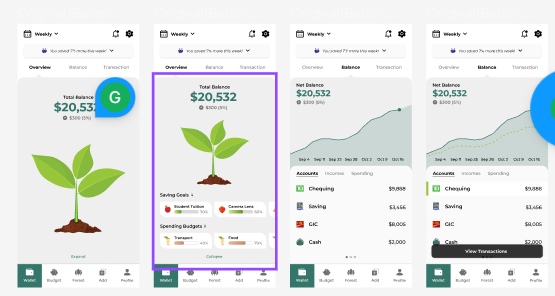 Weekly
You saved 7% more this week!
Overview Balance Transaction
Total Balance
$20,532
$300 (5%)
G
Expand
Wallet Budget Forest Add Profile
Weekly
You saved 7% more this week!
Overview Balance Transaction
Total Balance
$20,532
$300 (5%)
Saving Goals
Student Tuition
Camera Lens
Spending Budgets
Transport
Food
Collapse
Wallet Budget Forest Add Profile
Weekly
You saved 7% more this week!
Overview Balance Transaction
Net Balance
$20,532
$300 (5%)
Sep 4 Sep 11 Sep 23 Sep 28 Oct 2 Oct 9 Oct 16
Accounts Incomes Spending
Chequing $9,888
Saving $3,456
GIC $8,005
Cash $2,000
Wallet Budget Forest Add Profile
Weekly
You saved 7% more this week!
Overview Balance Transaction
Net Balance
$20,532
$300 (5%)
Sep 4 Sep 11 Sep 23 Sep 28 Oct 2 Oct 9 Oct 16
Accounts Incomes Spending
Chequing $9,888
Saving $3,456
GIC $8,005
Cash $2,000
View Transactions
Wallet Budget Forest Add Profile